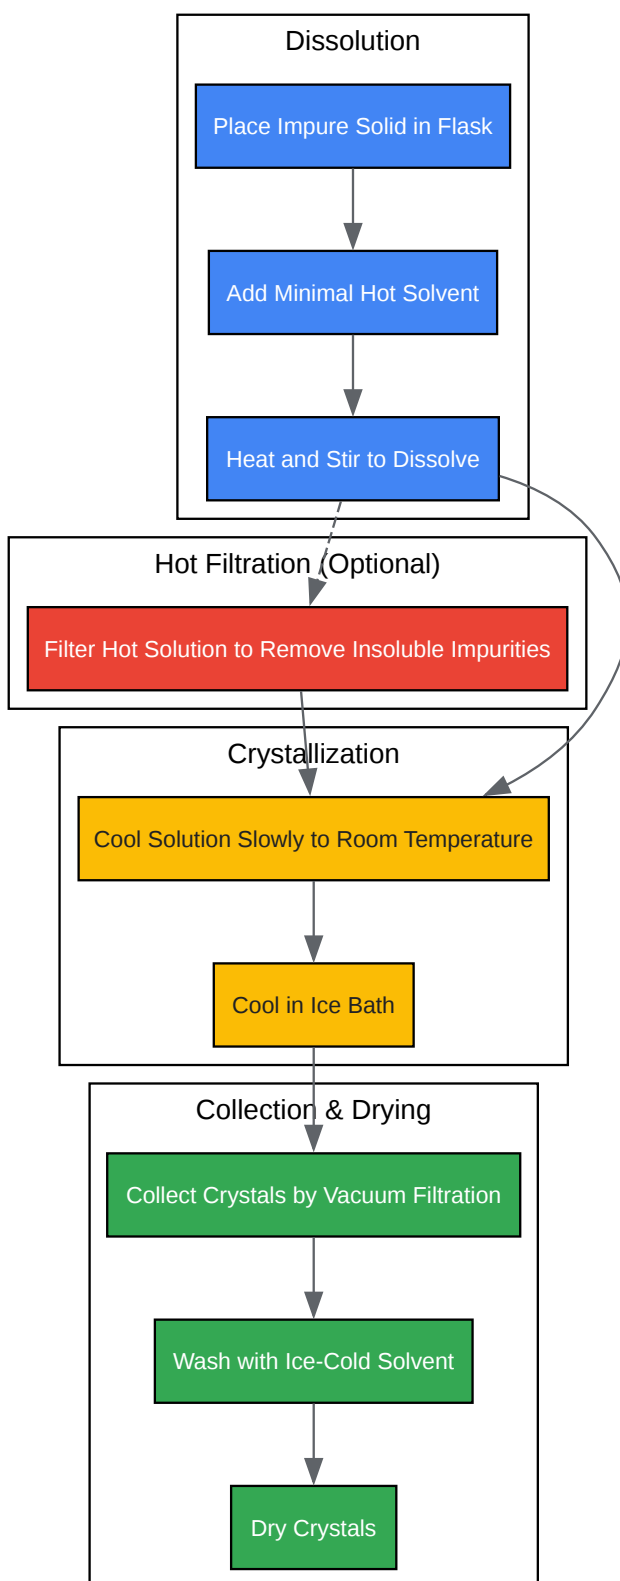 Dissolution
Place Impure Solid in Flask
Add Minimal Hot Solvent
Heat and Stir to Dissolve
Hot Filtration (Optional)
Filter Hot Solution to Remove Insoluble Impurities
Crystallization
Cool Solution Slowly to Room Temperature
Cool in Ice Bath
Collection & Drying
Collect Crystals by Vacuum Filtration
Wash with Ice-Cold Solvent
Dry Crystals